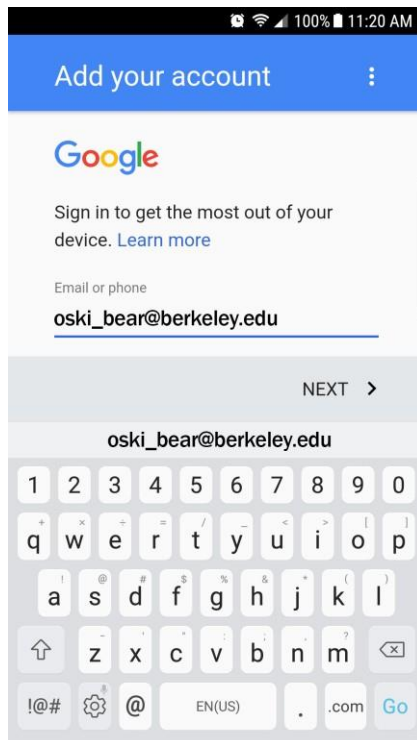 100% 11:20 AM
Add your account
Google
Sign in to get the most out of your
device. Learn more
Email or phone
oski_bear@berkeley.edu
NEXT >
oski_bear@berkeley.edu
1 2 3 4 5 6 7 8 9 0
+ × ÷ = / _ < > [ ]
q w e r t y u i o p
! @ # $ % & * ( )
a s d f g h j k l
- ' " : ; , ?
z x c v b n m
!@# @ EN(US) . .com Go